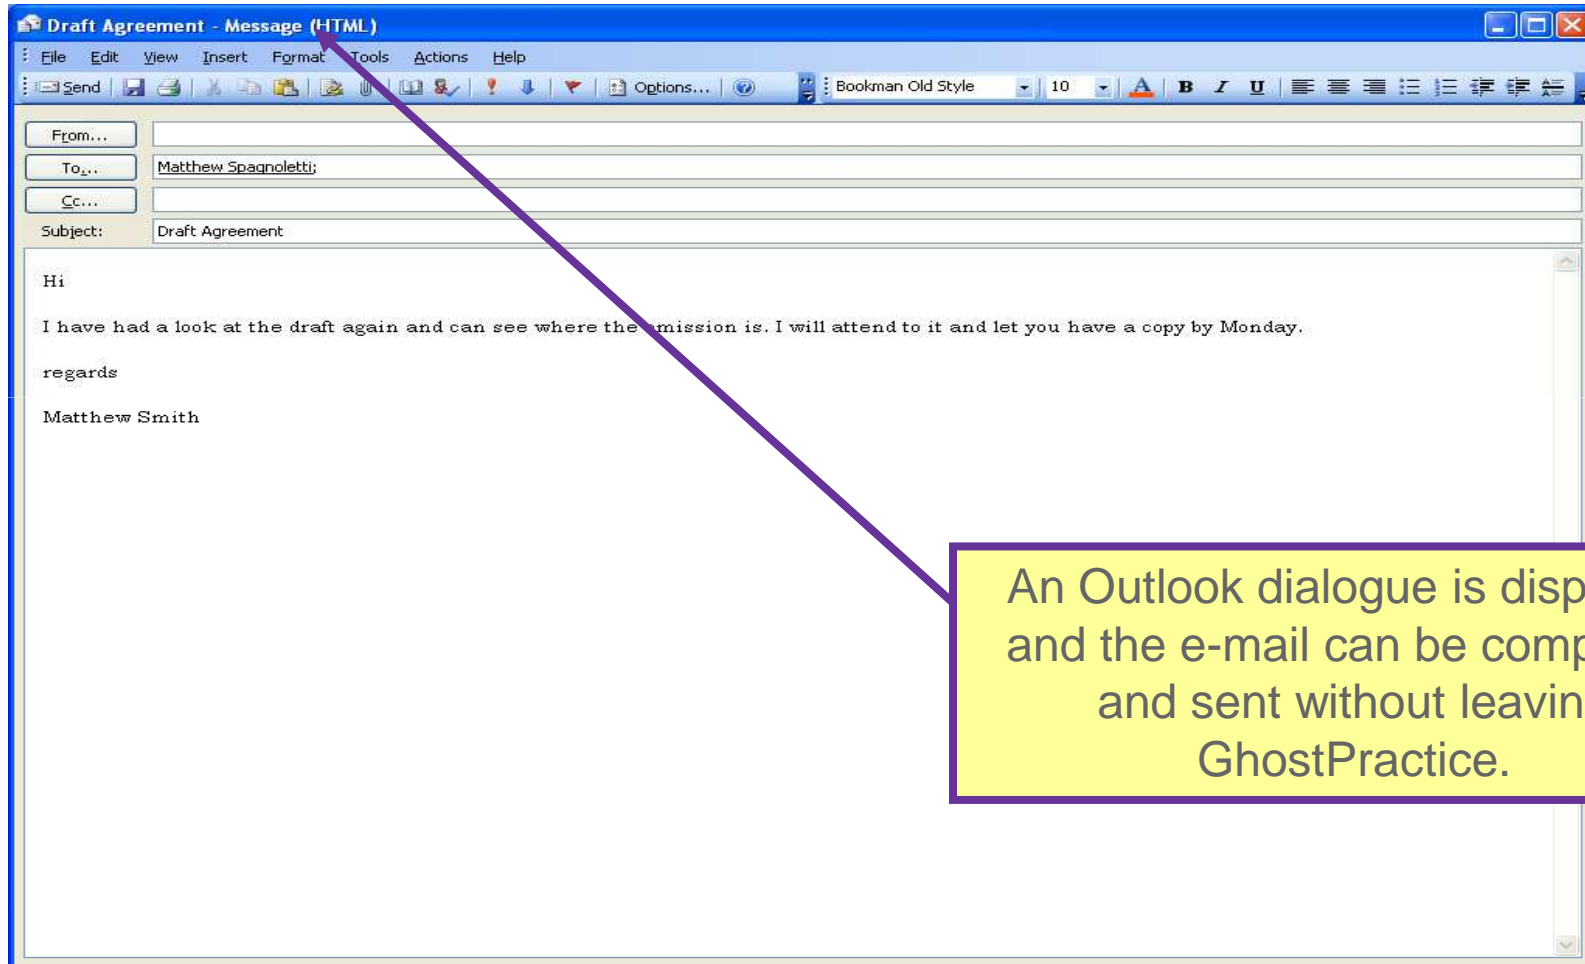 Draft Agreement - Message (HTML)
File Edit View Insert Format Tools Actions Help
Send Options... Bookman Old Style 10 A B I U
From...
To... Matthew Spagnoletti;
Cc...
Subject: Draft Agreement
Hi
I have had a look at the draft again and can see where the omission is. I will attend to it and let you have a copy by Monday.
regards
Matthew Smith
An Outlook dialogue is disp
and the e-mail can be comp
and sent without leavin
GhostPractice.